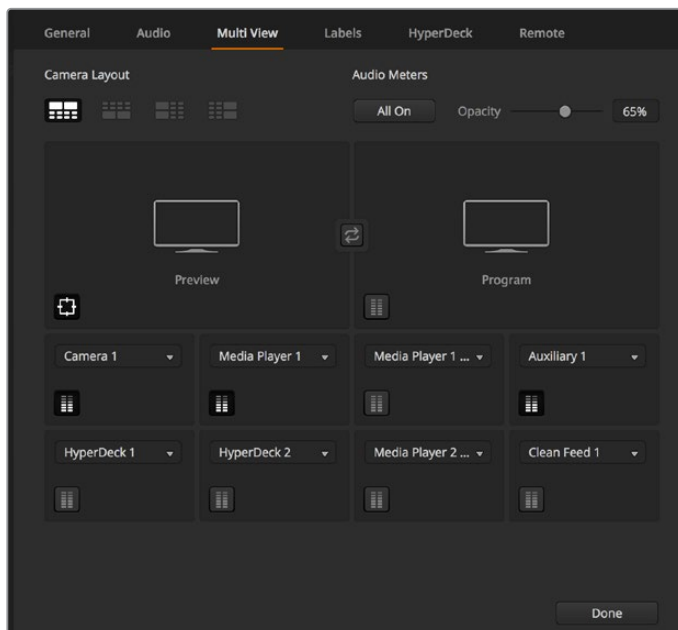 General Audio Multi View Labels HyperDeck Remote
Camera Layout Audio Meters
All On Opacity 65%
Preview Program
Camera 1 Media Player 1 Media Player 1 ... Auxiliary 1
HyperDeck 1 HyperDeck 2 Media Player 2 ... Clean Feed 1
Done